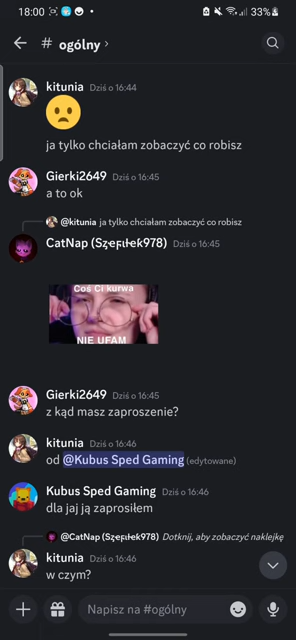 18:00
33%
# ogólny
kitunia Dziś o 16:44
ja tylko chciałam zobaczyć co robisz
Gierki2649 Dziś o 16:45
a to ok
@kitunia ja tylko chciałam zobaczyć co robisz
CatNap (Szefiłek978) Dziś o 16:45
Coś Ci kurwa
NIE UFAM
Gierki2649 Dziś o 16:45
z kąd masz zaproszenie?
kitunia Dziś o 16:46
od @Kubus Sped Gaming (edytowane)
Kubus Sped Gaming Dziś o 16:46
dla jaj ją zaprosiłem
@CatNap (Szefiłek978) Dotknij, aby zobaczyć naklejkę
kitunia Dziś o 16:46
w czym?
Napisz na #ogólny